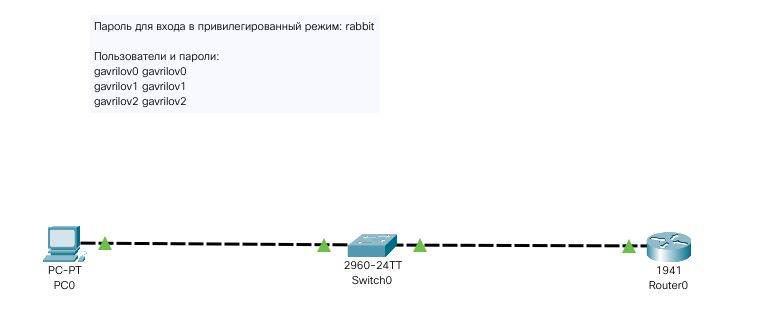 Пароль для входа в привилегированный режим: rabbit
Пользователи и пароли:
gavrilov0 gavrilov0
gavrilov1 gavrilov1
gavrilov2 gavrilov2
PC-PT
PC0
2960-24TT
Switch0
1941
Router0